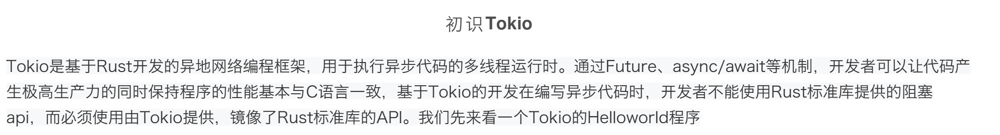 初识Tokio
Tokio是基于Rust开发的异地网络编程框架，用于执行异步代码的多线程运行时。通过Future、async/await等机制，开发者可以让代码产
生极高生产力的同时保持程序的性能基本与C语言一致，基于Tokio的开发在编写异步代码时，开发者不能使用Rust标准库提供的阻塞
api，而必须使用由Tokio提供，镜像了Rust标准库的API。我们先来看一个Tokio的Helloworld程序